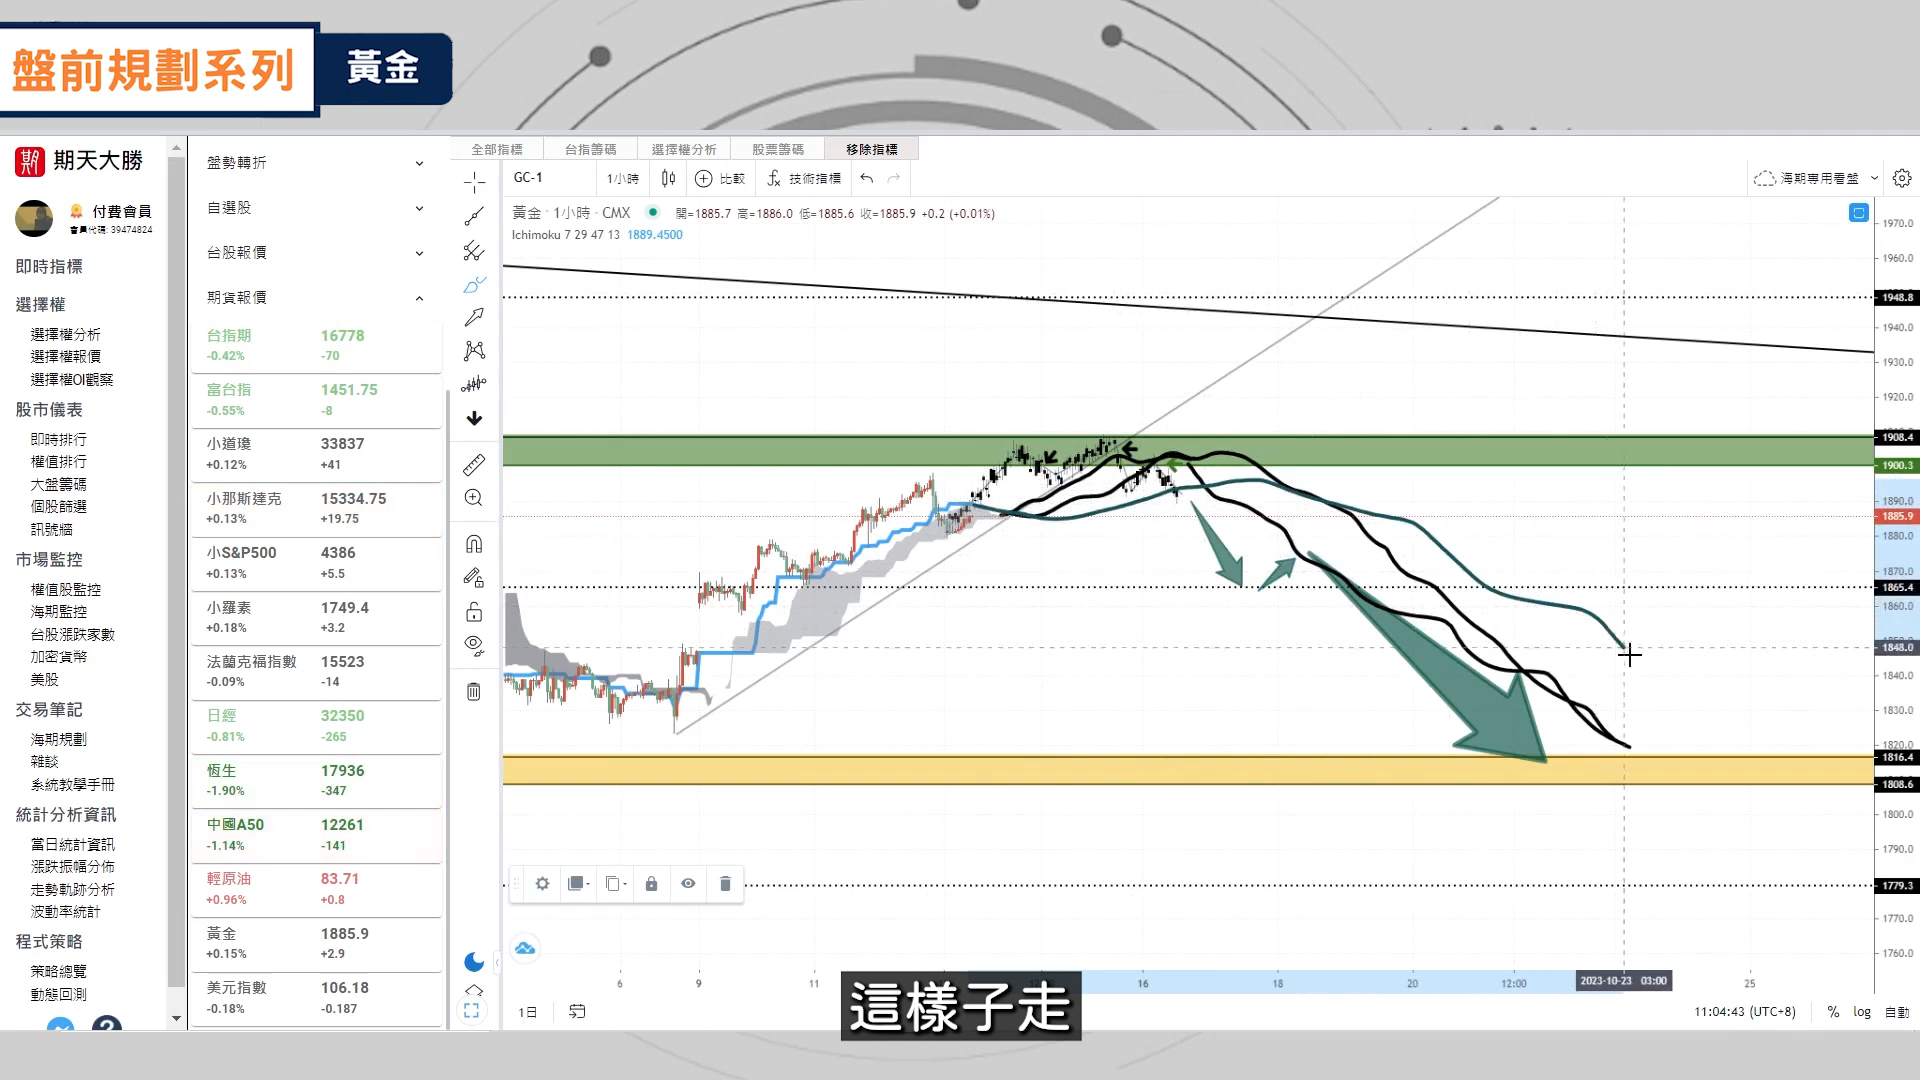 盤前規劃系列
黃金
期天大勝
付費會員
會員代碼: 39474824
即時指標
選擇權
選擇權分析
選擇權報價
選擇權OI觀察
股市儀表
即時排行
權值排行
大盤籌碼
個股篩選
訊號牆
市場監控
權值股監控
海期監控
台股漲跌家數
加密貨幣
美股
交易筆記
海期規劃
雜談
系統教學手冊
統計分析資訊
當日統計資訊
漲跌振幅分佈
走勢軌跡分析
波動率統計
程式策略
策略總覽
動態回測
盤勢轉折
自選股
台股報價
期貨報價
台指期 16778
-0.42% -70
富台指 1451.75
-0.55% -8
小道瓊 33837
+0.12% +41
小那斯達克 15334.75
+0.13% +19.75
小S&P500 4386
+0.13% +5.5
小羅素 1749.4
+0.18% +3.2
法蘭克福指數 15523
-0.09% -14
日經 32350
-0.81% -265
恆生 17936
-1.90% -347
中國A50 12261
-1.14% -141
輕原油 83.71
+0.96% +0.8
黃金 1885.9
+0.15% +2.9
美元指數 106.18
-0.18% -0.187
全部指標 台指籌碼 選擇權分析 股票籌碼 移除指標
GC-1 1小時 比較 技術指標 海期專用看盤
黃金 · 1小時 · CMX 開=1885.7 高=1886.0 低=1885.6 收=1885.9 +0.2 (+0.01%)
Ichimoku 7 29 47 13 1889.4500
1970.0
1960.0
1948.8
1940.0
1930.0
1920.0
1908.4
1900.3
1890.0
1885.9
1880.0
1870.0
1865.4
1860.0
1848.0
1840.0
1830.0
1820.0
1816.4
1808.6
1800.0
1790.0
1779.3
1770.0
1760.0
6 9 11 16 18 20 12:00 2023-10-23 03:00 25
這樣子走
1日 11:04:43 (UTC+8) % log 自動